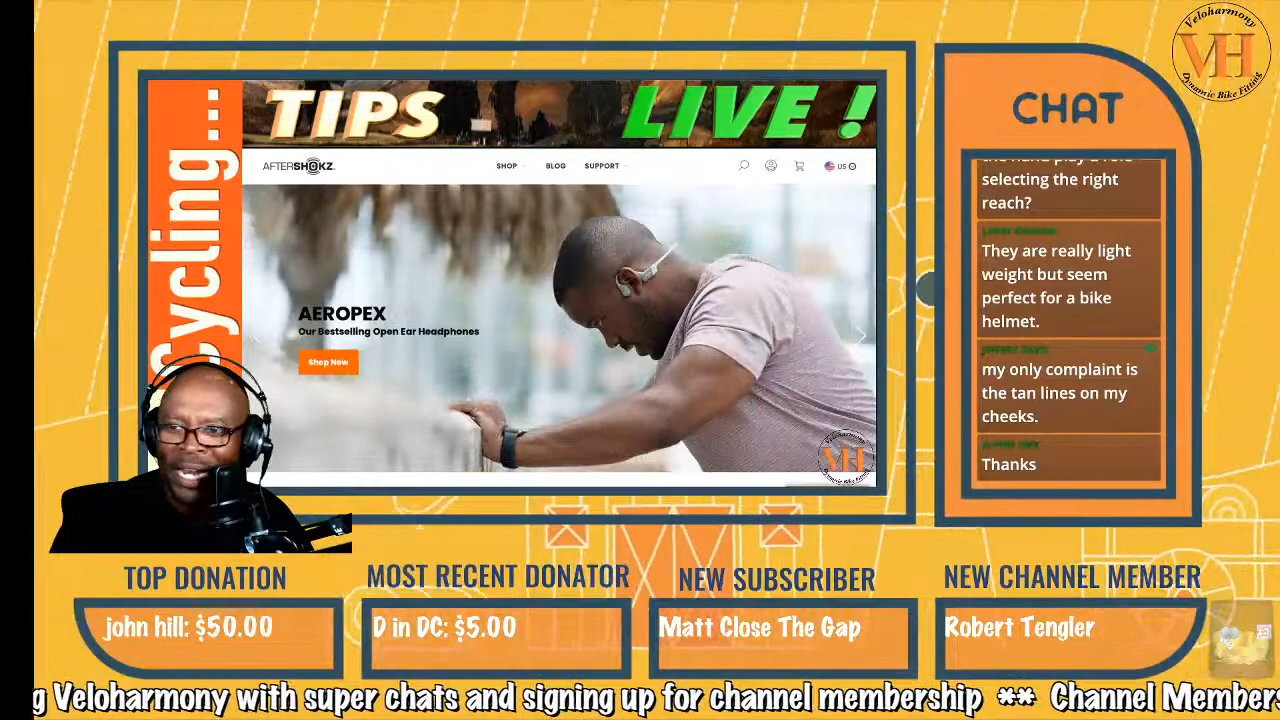 Veloharmony
VH
Dynamic Bike Fitting
Cycling...
TIPS
LIVE !
AFTERSHOKZ
SHOP
BLOG
SUPPORT
US
AEROPEX
Our Bestselling Open Ear Headphones
Shop Now
VH
CHAT
selecting the right
reach?
They are really light
weight but seem
perfect for a bike
helmet.
my only complaint is
the tan lines on my
cheeks.
Thanks
TOP DONATION
john hill: $50.00
MOST RECENT DONATOR
D in DC: $5.00
NEW SUBSCRIBER
Matt Close The Gap
NEW CHANNEL MEMBER
Robert Tengler
g Veloharmony with super chats and signing up for channel membership ** Channel Members